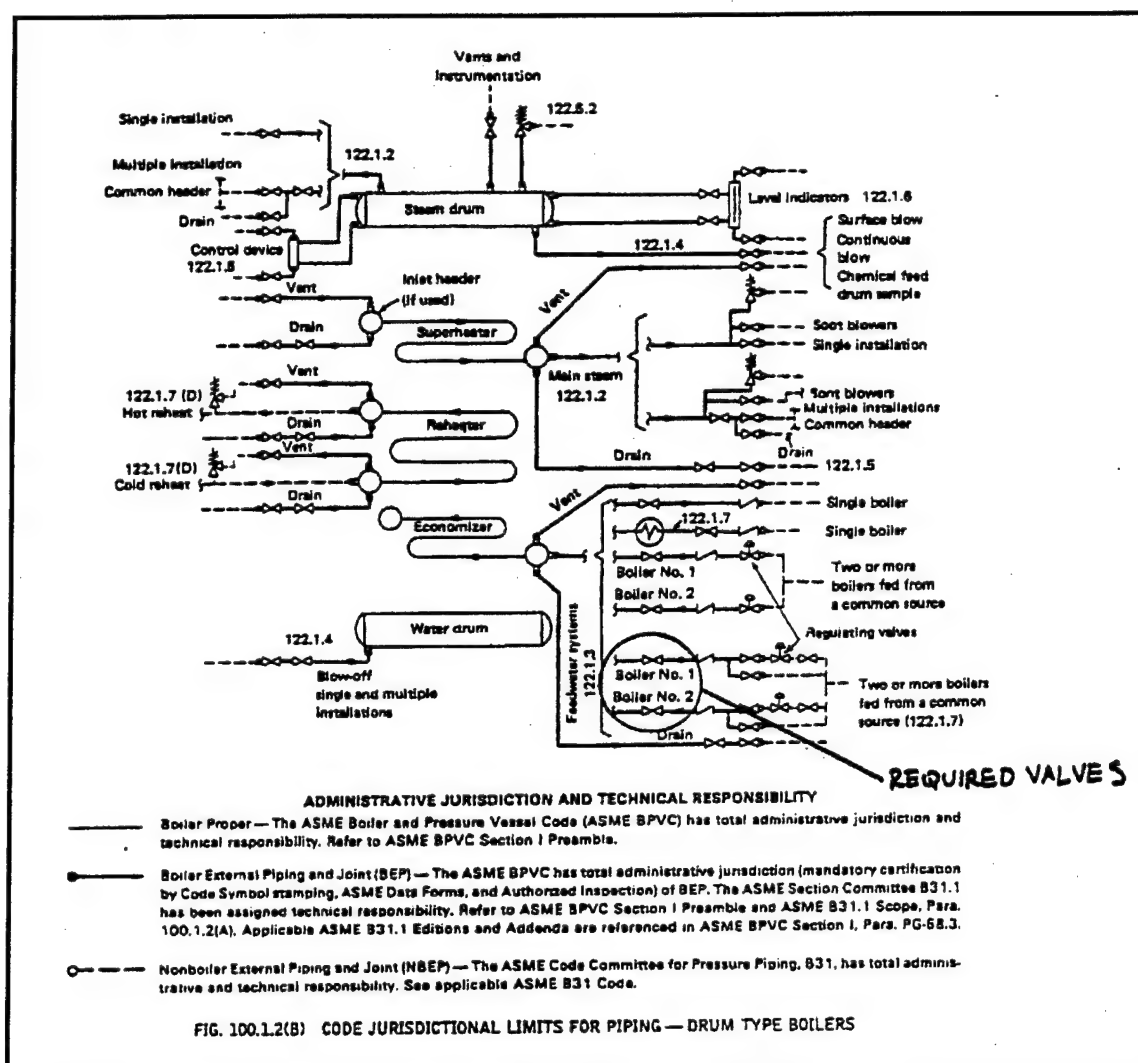 Vents and
Instrumentation
122.6.2
Single installation
122.1.2
Multiple installation
Common header
Drain
Steam drum
Level indicators 122.1.6
Control device
122.1.6
122.1.4
Surface blow
Continuous
blow
Chemical feed
drum sample
Inlet header
(if used)
Vent
Drain
Superheater
Vent
Main steam
122.1.2
Soot blowers
Single installation
Soot blowers
Multiple installations
Common header
Drain
122.1.7 (D)
Hot reheat
Vent
Drain
Reheater
Vent
122.1.7(D)
Cold reheat
Drain
Drain
122.1.5
Vent
Economizer
Single boiler
122.1.7
Single boiler
Boiler No. 1
Boiler No. 2
Two or more
boilers fed from
a common source
Regulating valves
Water drum
122.1.4
Blow-off
single and multiple
installations
Feedwater systems
122.1.3
Boiler No. 1
Boiler No. 2
Two or more boilers
fed from a common
source (122.1.7)
Drain
REQUIRED VALVES
ADMINISTRATIVE JURISDICTION AND TECHNICAL RESPONSIBILITY
Boiler Proper — The ASME Boiler and Pressure Vessel Code (ASME BPVC) has total administrative jurisdiction and
technical responsibility. Refer to ASME BPVC Section I Preamble.
Boiler External Piping and Joint (BEP) — The ASME BPVC has total administrative jurisdiction (mandatory certification
by Code Symbol stamping, ASME Data Forms, and Authorized Inspection) of BEP. The ASME Section Committee B31.1
has been assigned technical responsibility. Refer to ASME BPVC Section I Preamble and ASME B31.1 Scope, Para.
100.1.2(A). Applicable ASME B31.1 Editions and Addenda are referenced in ASME BPVC Section I, Para. PG-58.3.
Nonboiler External Piping and Joint (NBEP) — The ASME Code Committee for Pressure Piping, B31, has total adminis-
trative and technical responsibility. See applicable ASME B31 Code.
FIG. 100.1.2(B) CODE JURISDICTIONAL LIMITS FOR PIPING — DRUM TYPE BOILERS